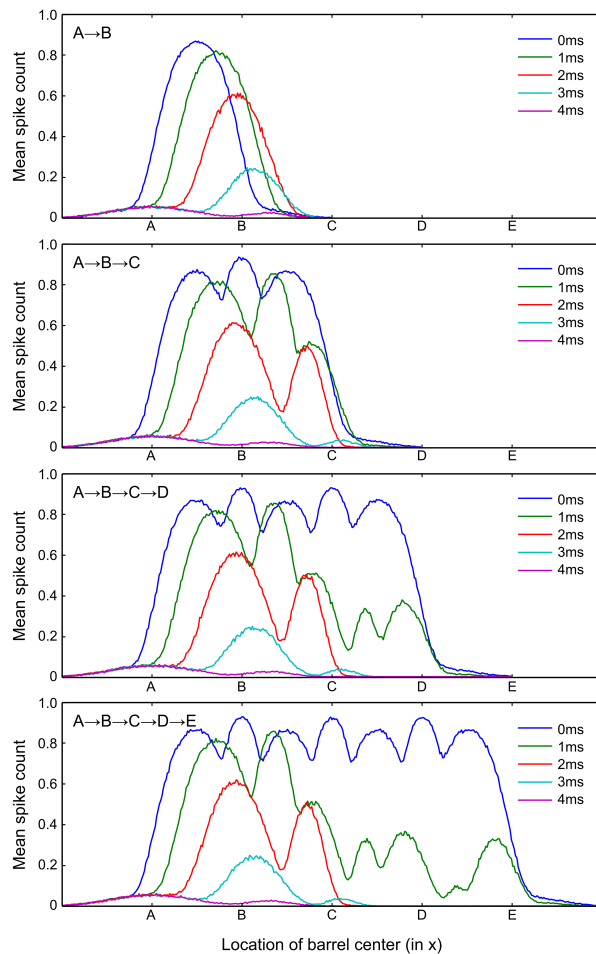 1.0
A→B
0ms
1ms
2ms
3ms
4ms
0.8
0.6
0.4
0.2
0
Mean spike count
A B C D E
1.0
A→B→C
0ms
1ms
2ms
3ms
4ms
0.8
0.6
0.4
0.2
0
Mean spike count
A B C D E
1.0
A→B→C→D
0ms
1ms
2ms
3ms
4ms
0.8
0.6
0.4
0.2
0
Mean spike count
A B C D E
1.0
A→B→C→D→E
0ms
1ms
2ms
3ms
4ms
0.8
0.6
0.4
0.2
0
Mean spike count
A B C D E
Location of barrel center (in x)